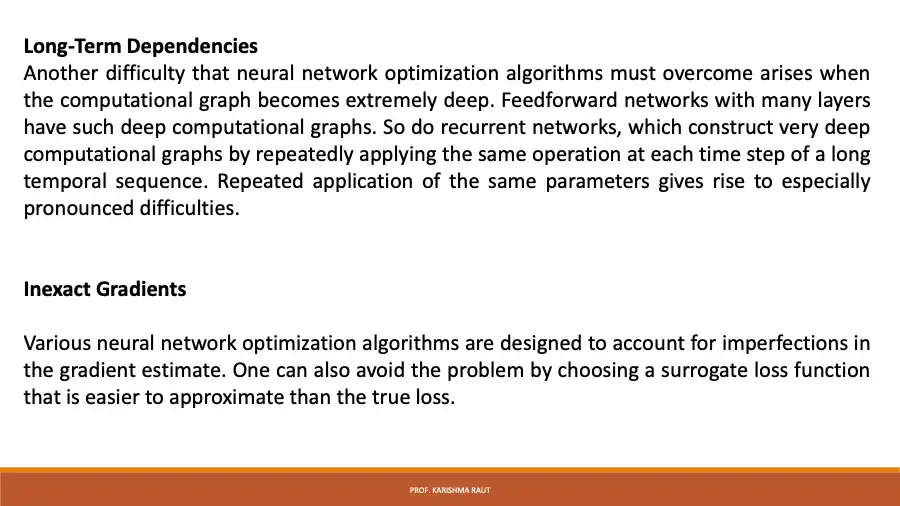 Long-Term Dependencies
Another difficulty that neural network optimization algorithms must overcome arises when
the computational graph becomes extremely deep. Feedforward networks with many layers
have such deep computational graphs. So do recurrent networks, which construct very deep
computational graphs by repeatedly applying the same operation at each time step of a long
temporal sequence. Repeated application of the same parameters gives rise to especially
pronounced difficulties.
Inexact Gradients
Various neural network optimization algorithms are designed to account for imperfections in
the gradient estimate. One can also avoid the problem by choosing a surrogate loss function
that is easier to approximate than the true loss.
PROF. KARISHMA RAUT